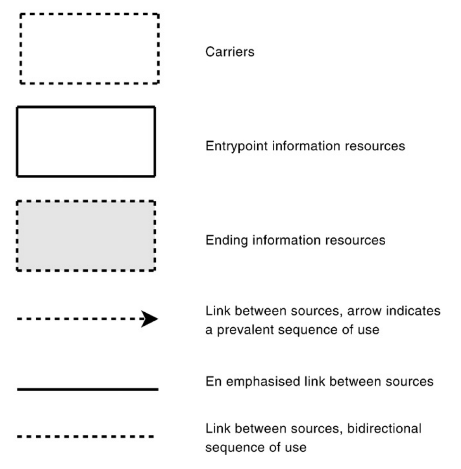 Carriers
Entrypoint information resources
Ending information resources
Link between sources, arrow indicates
a prevalent sequence of use
En emphasised link between sources
Link between sources, bidirectional
sequence of use